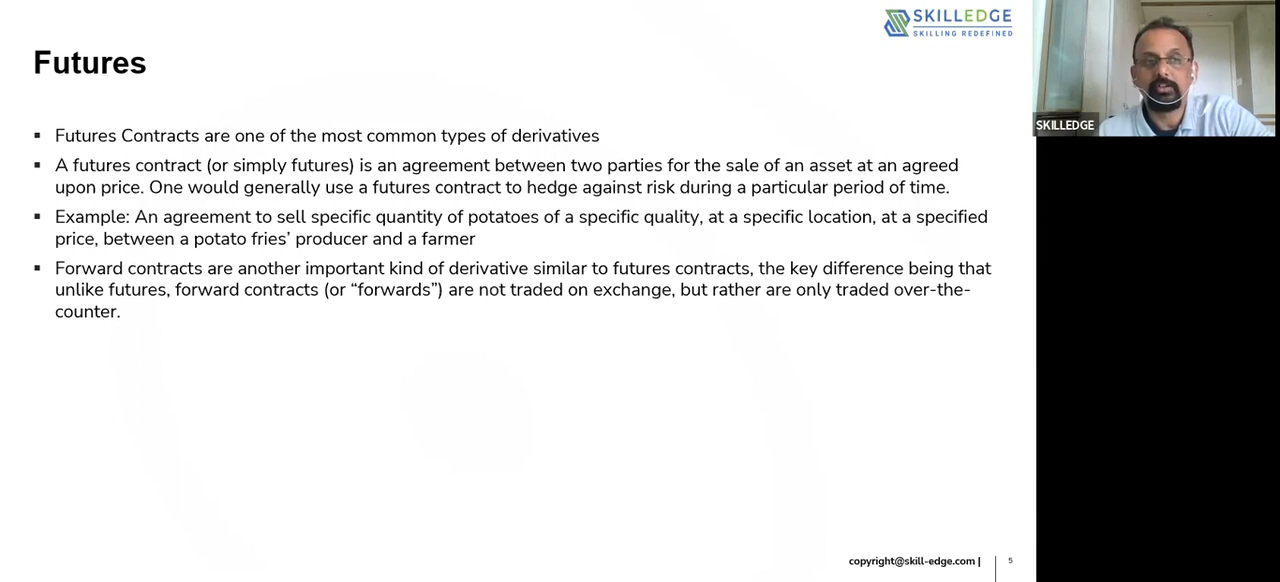 SKILLEDGE
SKILLING REDEFINED
Futures
▪ Futures Contracts are one of the most common types of derivatives
▪ A futures contract (or simply futures) is an agreement between two parties for the sale of an asset at an agreed
upon price. One would generally use a futures contract to hedge against risk during a particular period of time.
▪ Example: An agreement to sell specific quantity of potatoes of a specific quality, at a specific location, at a specified
price, between a potato fries’ producer and a farmer
▪ Forward contracts are another important kind of derivative similar to futures contracts, the key difference being that
unlike futures, forward contracts (or “forwards”) are not traded on exchange, but rather are only traded over-the-
counter.
SKILLEDGE
copyright@skill-edge.com | 5